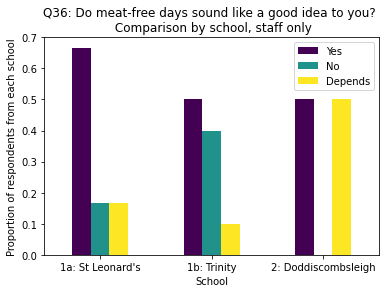 Q36: Do meat-free days sound like a good idea to you?
Comparison by school, staff only
Proportion of respondents from each school
0.7
0.6
0.5
0.4
0.3
0.2
0.1
0.0
Yes
No
Depends
1a: St Leonard's
1b: Trinity
2: Doddiscombsleigh
School